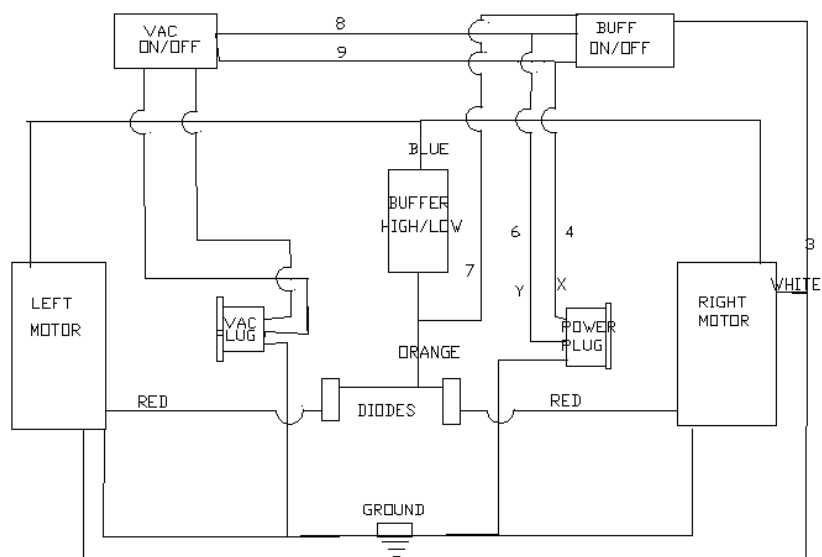 VAC
ON/OFF
8
9
BUFF
ON/OFF
BLUE
BUFFER
HIGH/LOW
6
4
3
7
Y
X
WHITE
LEFT
MOTOR
VAC
LUG
POWER
PLUG
RIGHT
MOTOR
ORANGE
RED
DIODES
RED
GROUND